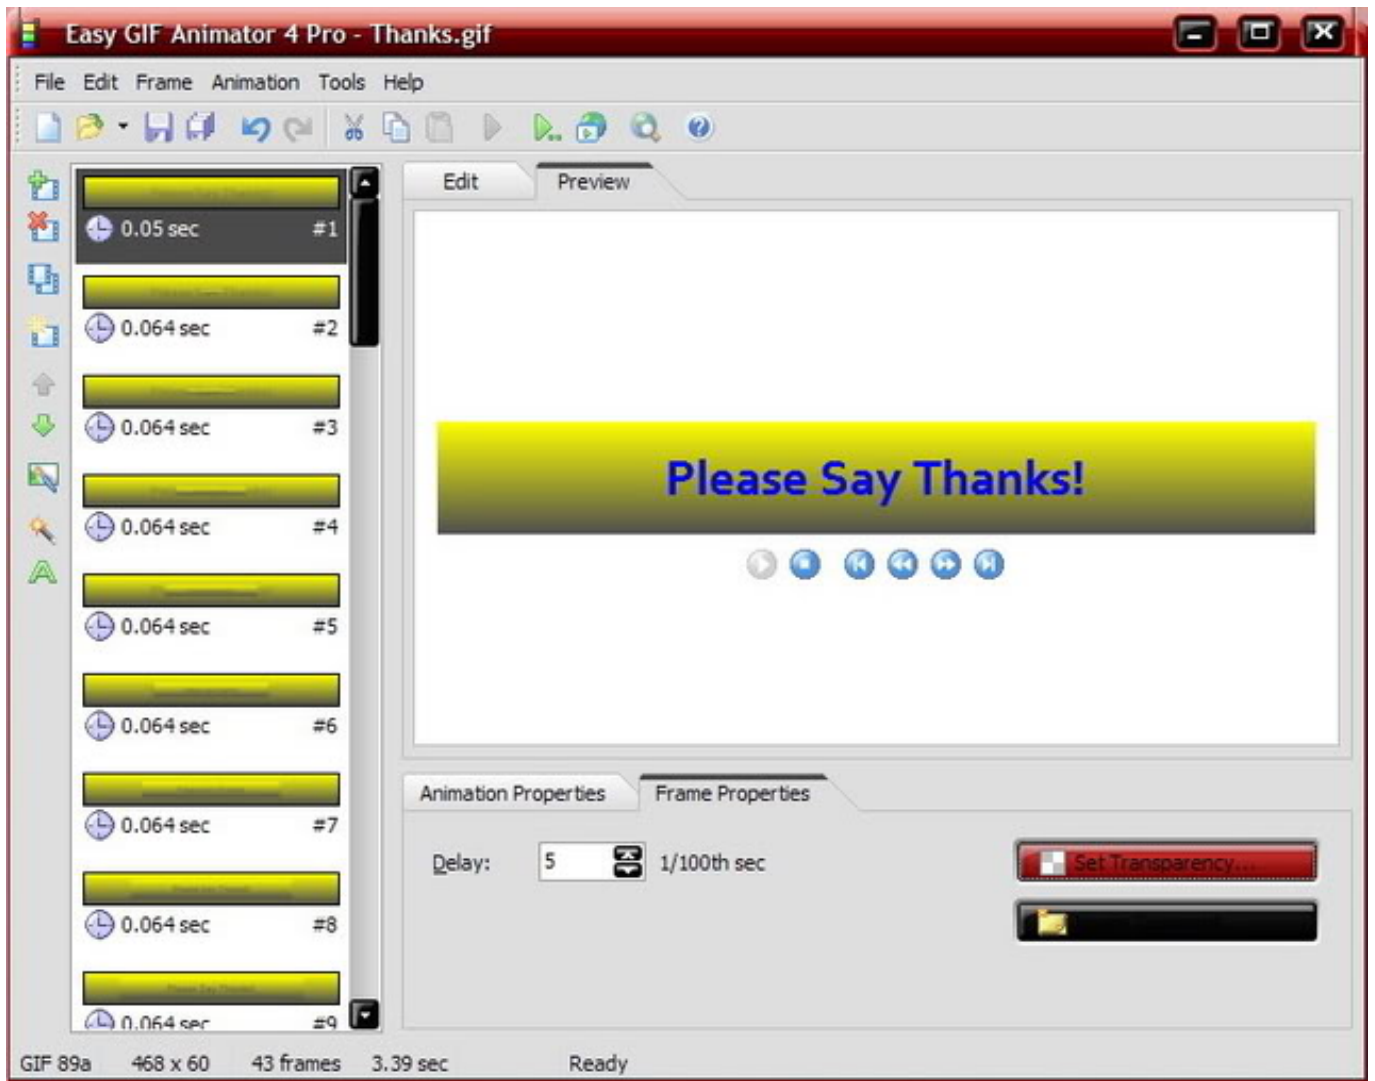 Easy GIF Animator 4 Pro - Thanks.gif
File Edit Frame Animation Tools Help
Edit Preview
0.05 sec #1
0.064 sec #2
0.064 sec #3
0.064 sec #4
0.064 sec #5
0.064 sec #6
0.064 sec #7
0.064 sec #8
Please Say Thanks!
0.064 sec #9
Please Say Thanks!
Animation Properties Frame Properties
Delay: 5 1/100th sec
Set Transparency...
GIF 89a 468 x 60 43 frames 3.39 sec Ready